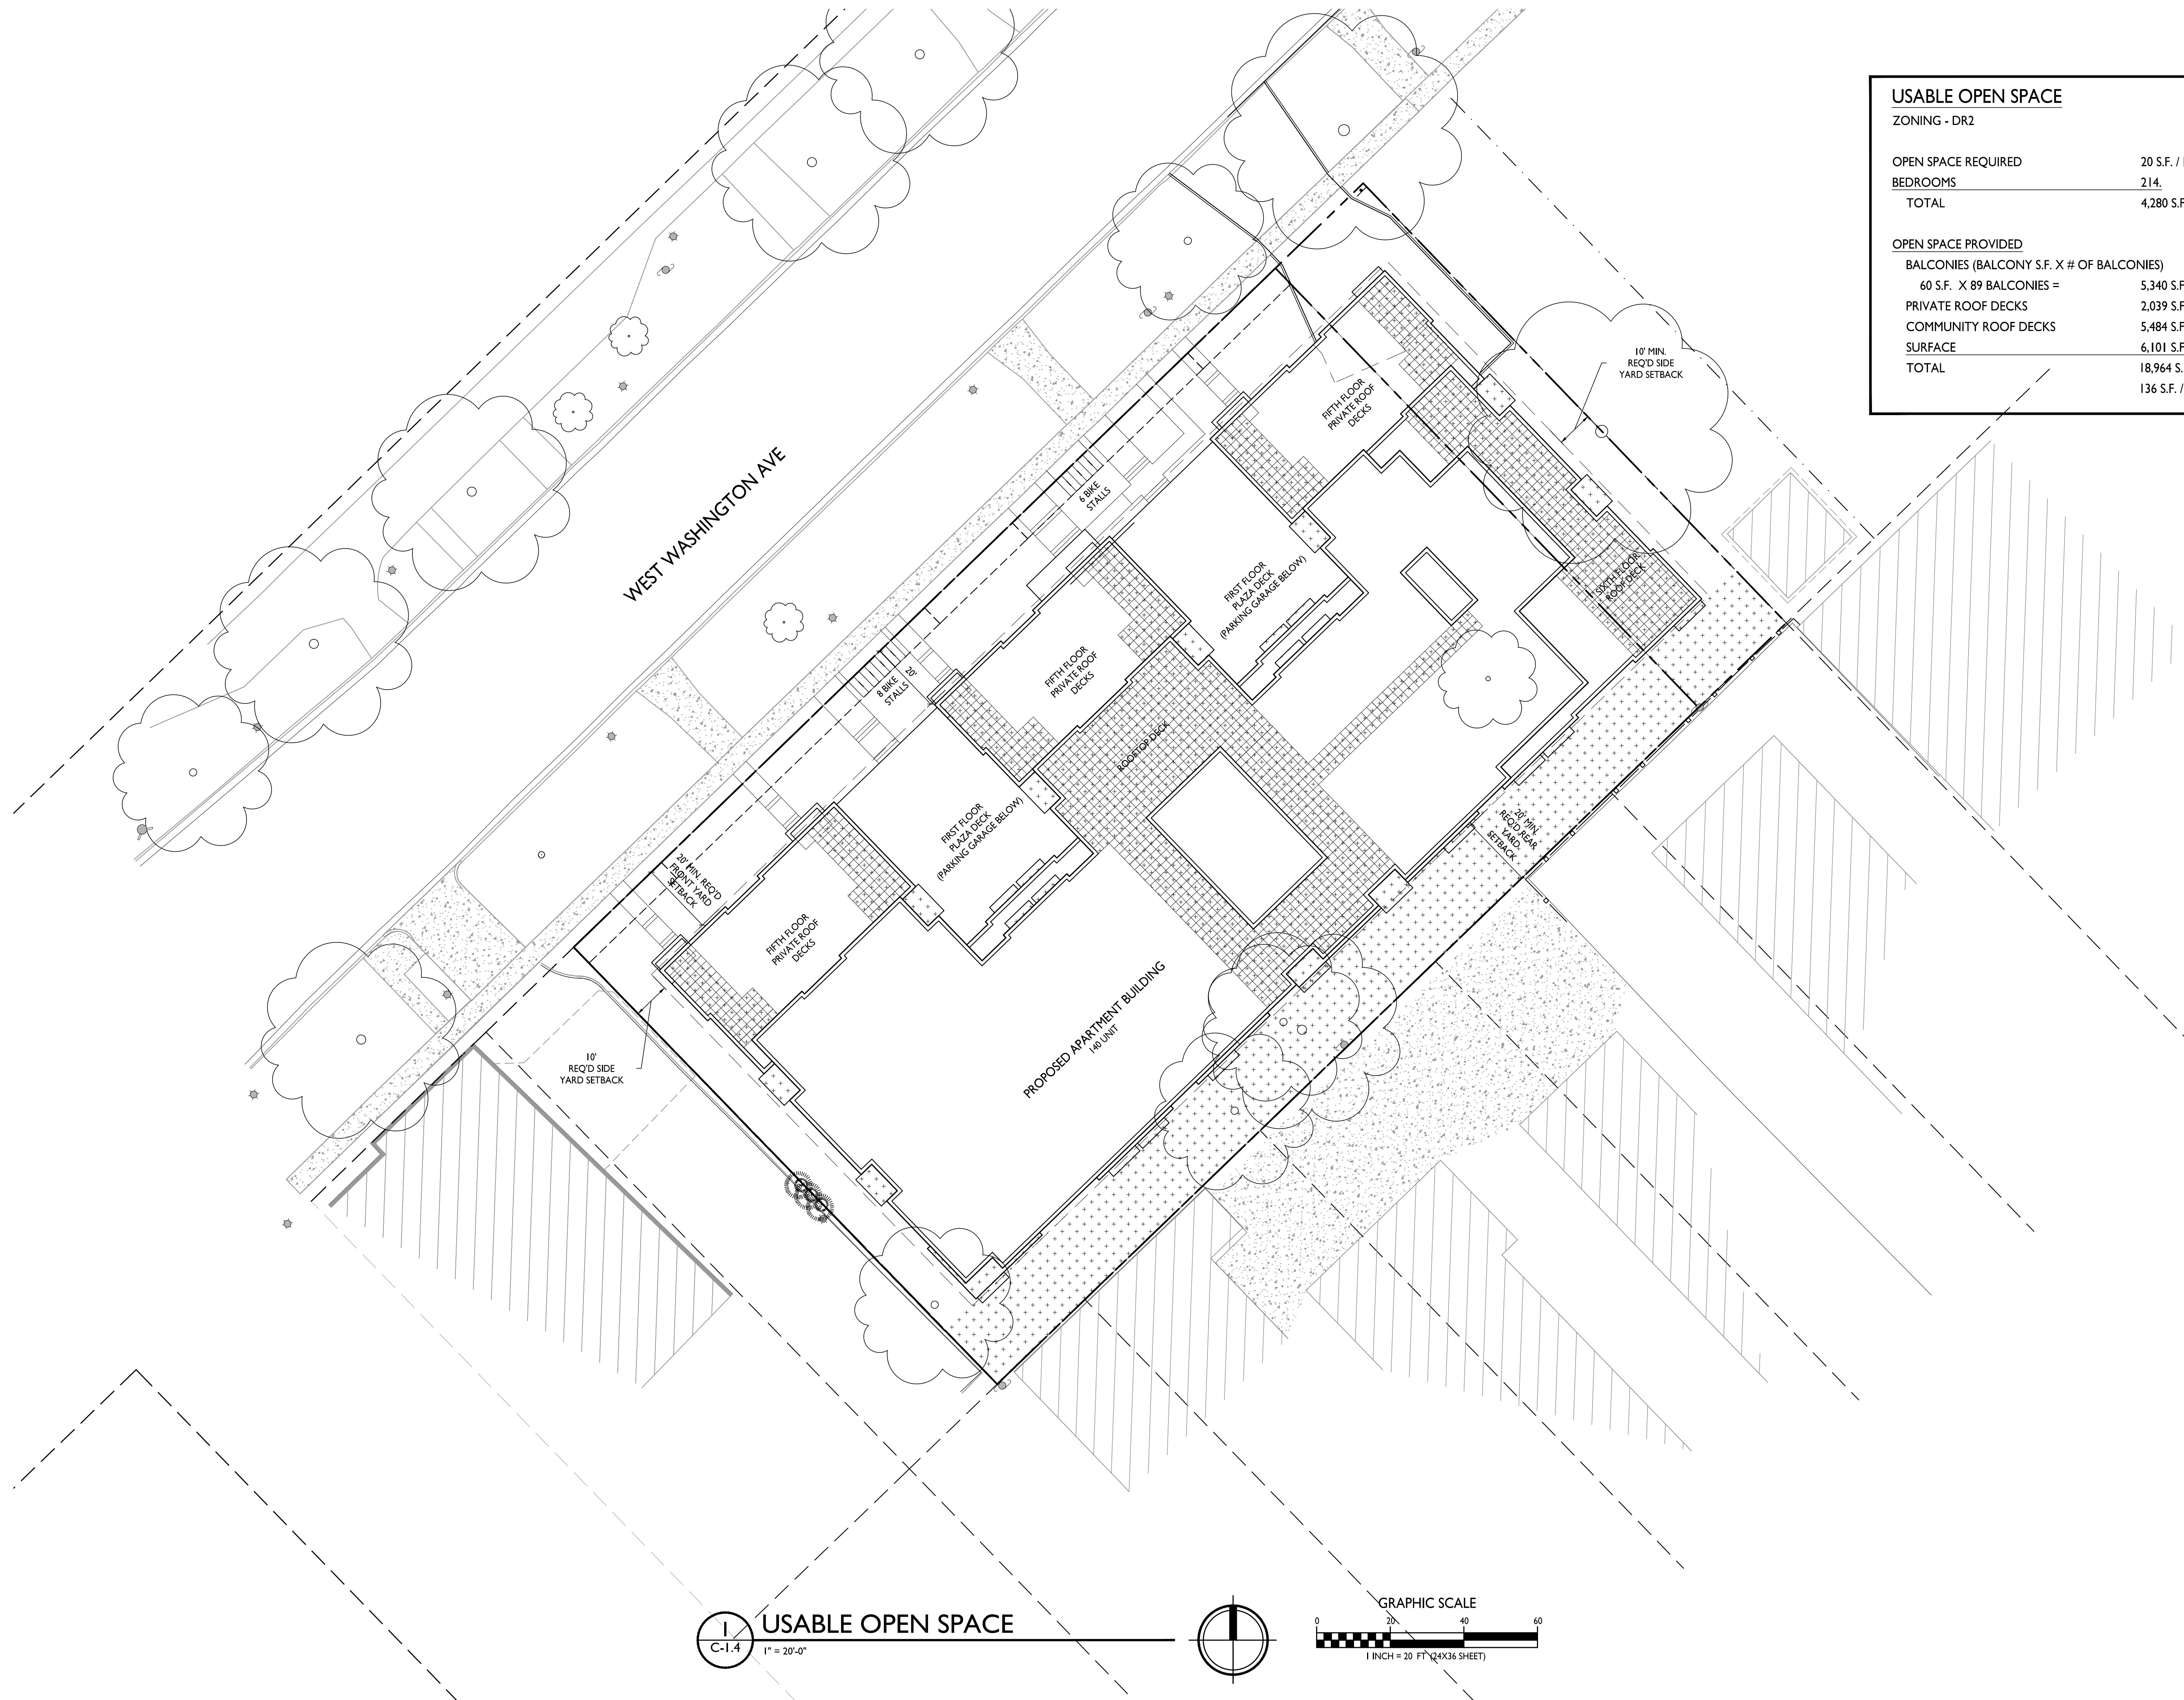 USABLE OPEN SPACE
ZONING - DR2
OPEN SPACE REQUIRED 20 S.F. /
BEDROOMS 214.
TOTAL 4,280 S.F
OPEN SPACE PROVIDED
BALCONIES (BALCONY S.F. X # OF BALCONIES)
60 S.F. X 89 BALCONIES = 5,340 S.F
PRIVATE ROOF DECKS 2,039 S.F
COMMUNITY ROOF DECKS 5,484 S.F
SURFACE 6,101 S.F
TOTAL 18,964 S.
136 S.F. /
10' MIN.
REQ'D SIDE
YARD SETBACK
WEST WASHINGTON AVE
FIFTH FLOOR
PRIVATE ROOF
DECKS
6 BIKE
STALLS
SIXTH FLOOR
ROOF DECK
FIRST FLOOR
PLAZA DECK
(PARKING GARAGE BELOW)
FIFTH FLOOR
PRIVATE ROOF
DECKS
8 BIKE
STALLS
20'
ROOFTOP DECK
FIRST FLOOR
PLAZA DECK
(PARKING GARAGE BELOW)
20' MIN.
REQ'D REAR
YARD.
SETBACK
20' MIN. REQ'D
FRONT YARD
SETBACK
FIFTH FLOOR
PRIVATE ROOF
DECKS
PROPOSED APARTMENT BUILDING
140 UNIT
10'
REQ'D SIDE
YARD SETBACK
1
C-1.4
USABLE OPEN SPACE
1" = 20'-0"
GRAPHIC SCALE
0 20 40 60
1 INCH = 20 FT (24X36 SHEET)